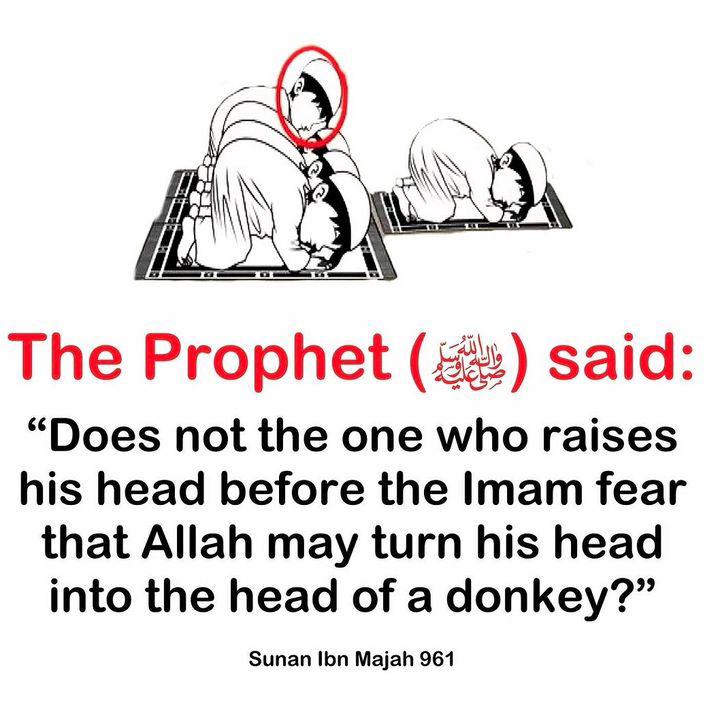 The Prophet (ﷺ) said:
“Does not the one who raises
his head before the Imam fear
that Allah may turn his head
into the head of a donkey?”
Sunan Ibn Majah 961